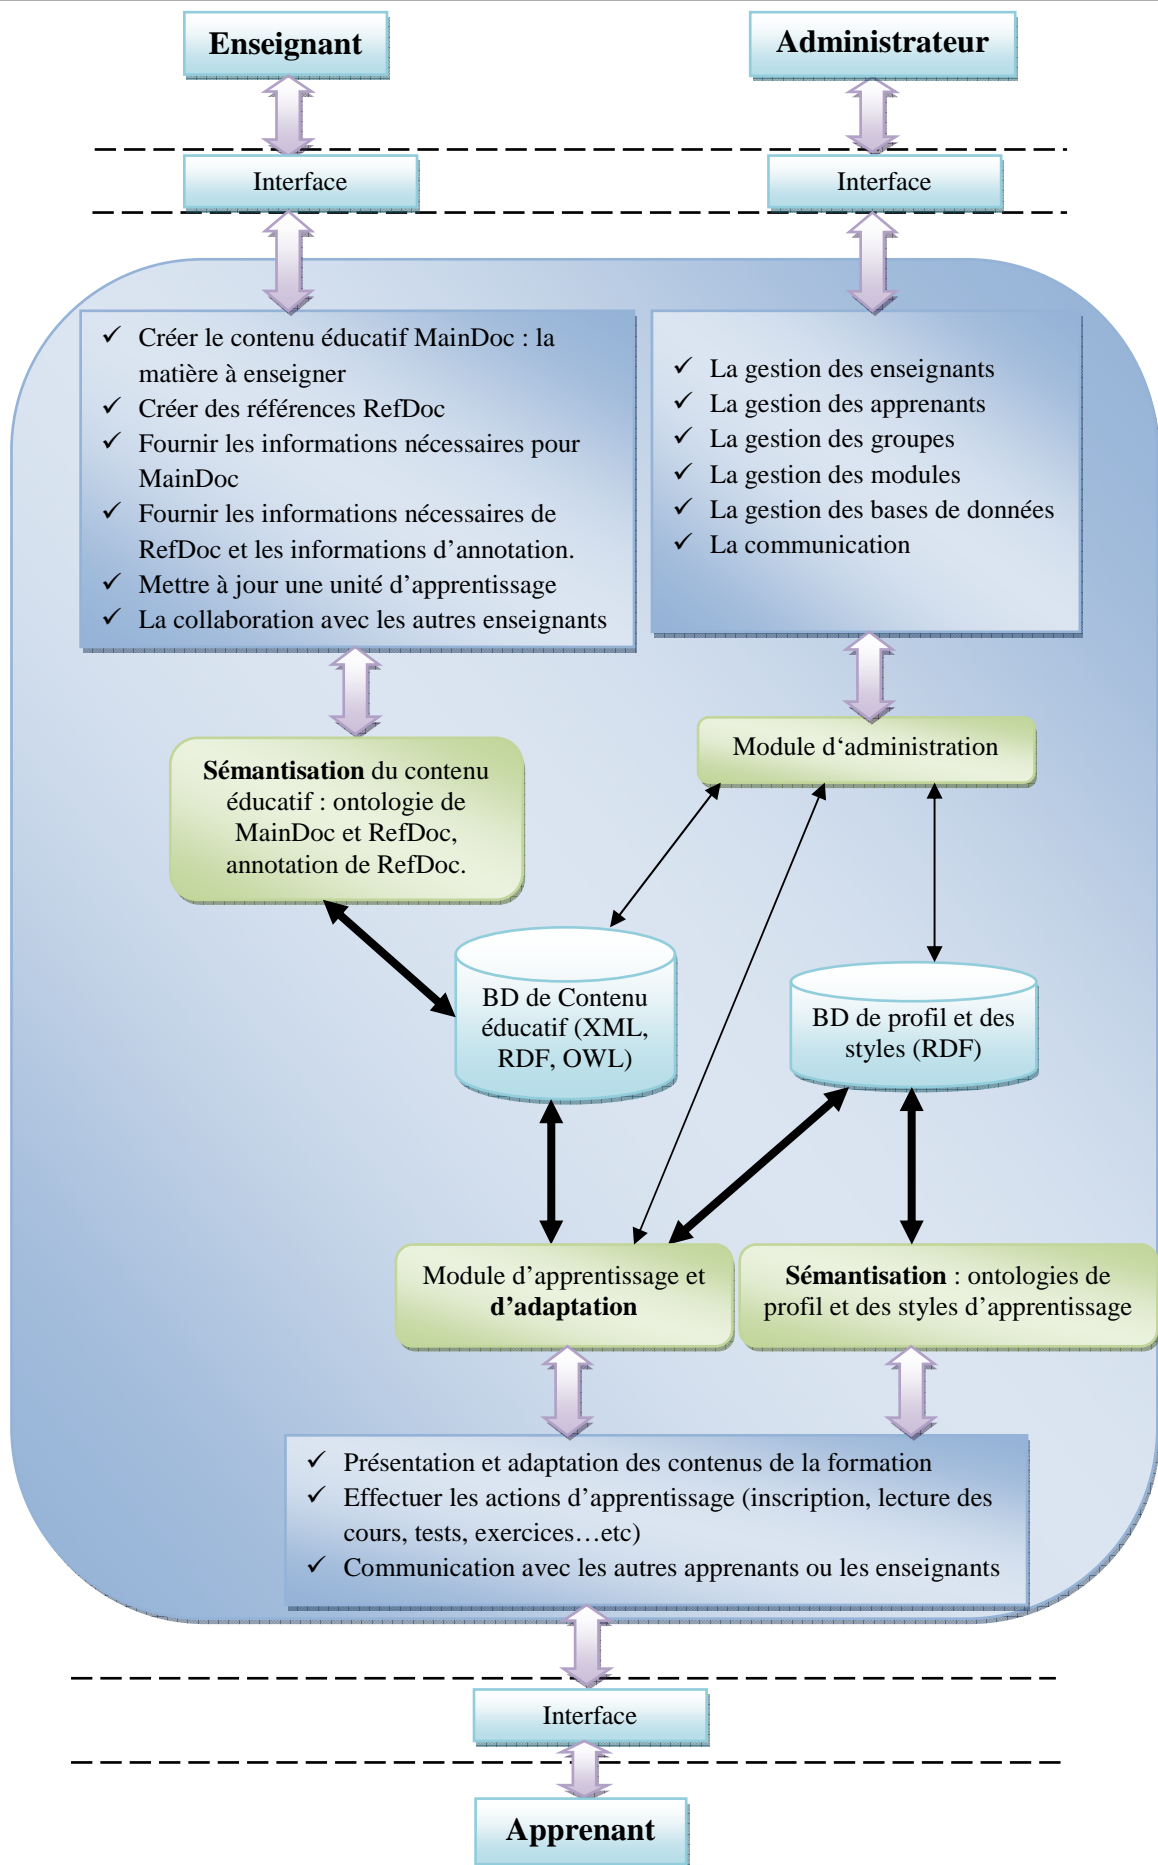 Enseignant
Administrateur
Interface
Interface
✓ Créer le contenu éducatif MainDoc : la
matière à enseigner
✓ Créer des références RefDoc
✓ Fournir les informations nécessaires pour
MainDoc
✓ Fournir les informations nécessaires de
RefDoc et les informations d’annotation.
✓ Mettre à jour une unité d’apprentissage
✓ La collaboration avec les autres enseignants
✓ La gestion des enseignants
✓ La gestion des apprenants
✓ La gestion des groupes
✓ La gestion des modules
✓ La gestion des bases de données
✓ La communication
Sémantisation du contenu
éducatif : ontologie de
MainDoc et RefDoc,
annotation de RefDoc.
Module d‘administration
BD de Contenu
éducatif (XML,
RDF, OWL)
BD de profil et des
styles (RDF)
Module d’apprentissage et
d’adaptation
Sémantisation : ontologies de
profil et des styles d’apprentissage
✓ Présentation et adaptation des contenus de la formation
✓ Effectuer les actions d’apprentissage (inscription, lecture des
cours, tests, exercices…etc)
✓ Communication avec les autres apprenants ou les enseignants
Interface
Apprenant